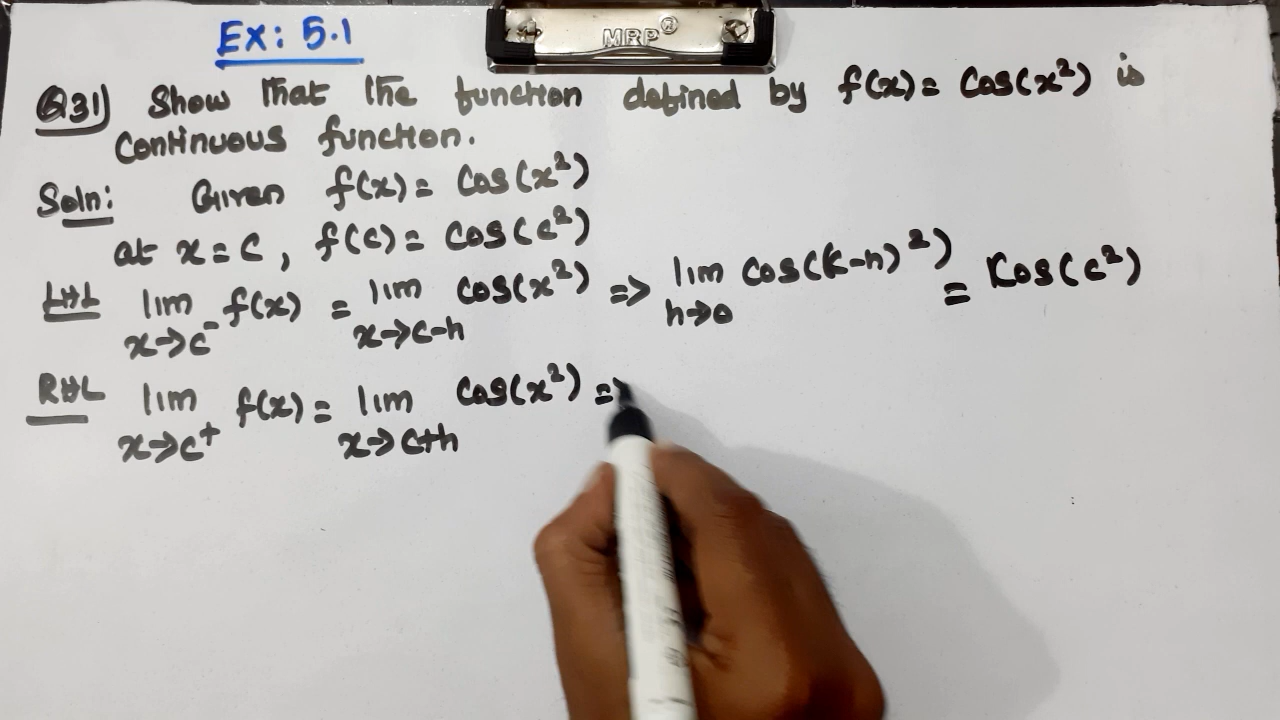 MRP®
Ex: 5.1
Q31) Show that the function defined by f(x) = Cos(x²) is
Continuous function.
Soln: Given f(x) = Cos(x²)
at x = c, f(c) = Cos(c²)
LHL lim x→c⁻ f(x) = lim x→c-h cos(x²) => lim h→0 cos((c-h)²) = Cos(c²)
RHL lim x→c⁺ f(x) = lim x→c+h Cos(x²) =>